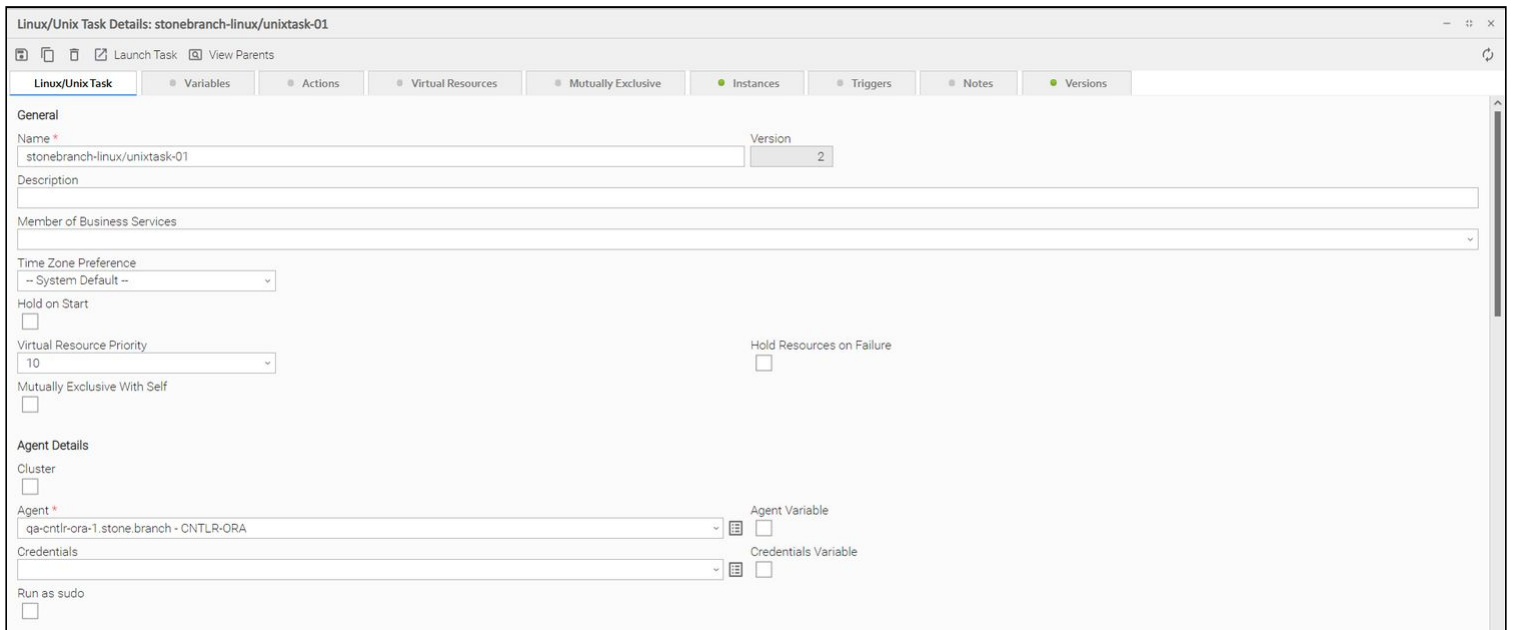 Linux/Unix Task Details: stonebranch-linux/unixtask-01
Launch Task View Parents
Linux/Unix Task Variables Actions Virtual Resources Mutually Exclusive Instances Triggers Notes Versions
General
Name * Version
stonebranch-linux/unixtask-01 2
Description
Member of Business Services
Time Zone Preference
-- System Default --
Hold on Start
Virtual Resource Priority Hold Resources on Failure
10
Mutually Exclusive With Self
Agent Details
Cluster
Agent * Agent Variable
qa-cntlr-ora-1.stone.branch - CNTLR-ORA
Credentials Credentials Variable
Run as sudo